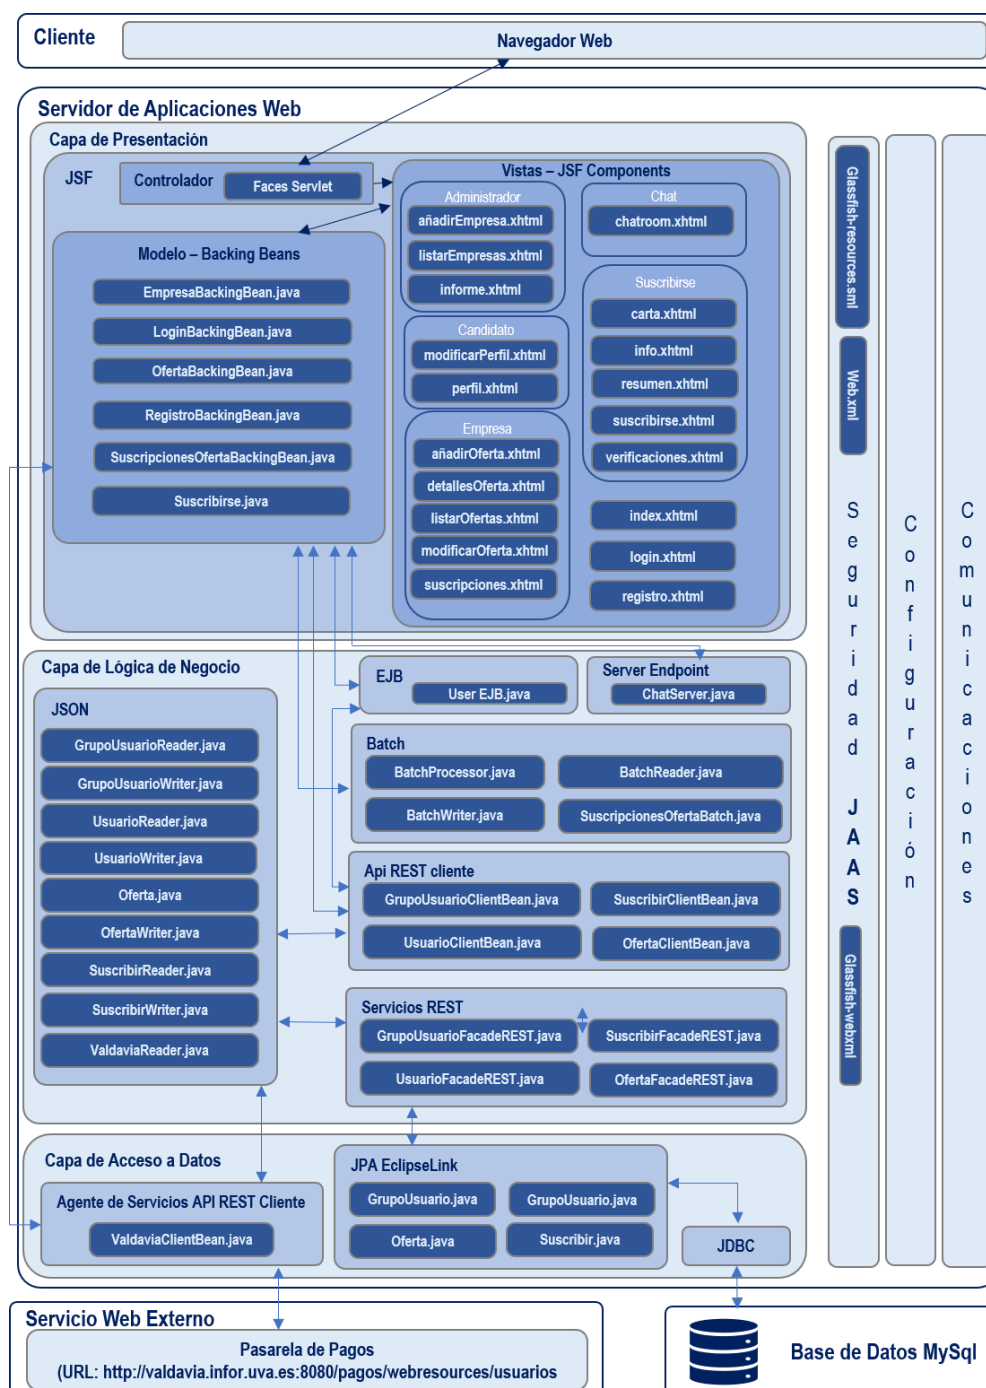 Cliente
Navegador Web
Servidor de Aplicaciones Web
Capa de Presentación
JSF
Controlador
Faces Servlet
Modelo – Backing Beans
EmpresaBackingBean.java
LoginBackingBean.java
OfertaBackingBean.java
RegistroBackingBean.java
SuscripcionesOfertaBackingBean.java
Suscribirse.java
Vistas – JSF Components
Administrador
añadirEmpresa.xhtml
listarEmpresas.xhtml
informe.xhtml
Candidato
modificarPerfil.xhtml
perfil.xhtml
Empresa
añadirOferta.xhtml
detallesOferta.xhtml
listarOfertas.xhtml
modificarOferta.xhtml
suscripciones.xhtml
Chat
chatroom.xhtml
Suscribirse
carta.xhtml
info.xhtml
resumen.xhtml
suscribirse.xhtml
verificaciones.xhtml
index.xhtml
login.xhtml
registro.xhtml
Capa de Lógica de Negocio
JSON
GrupoUsuarioReader.java
GrupoUsuarioWriter.java
UsuarioReader.java
UsuarioWriter.java
Oferta.java
OfertaWriter.java
SuscribirReader.java
SuscribirWriter.java
ValdaviaReader.java
EJB
User EJB.java
Server Endpoint
ChatServer.java
Batch
BatchProcessor.java
BatchReader.java
BatchWriter.java
SuscripcionesOfertaBatch.java
Api REST cliente
GrupoUsuarioClientBean.java
SuscribirClientBean.java
UsuarioClientBean.java
OfertaClientBean.java
Servicios REST
GrupoUsuarioFacadeREST.java
SuscribirFacadeREST.java
UsuarioFacadeREST.java
OfertaFacadeREST.java
Capa de Acceso a Datos
Agente de Servicios API REST Cliente
ValdaviaClientBean.java
JPA EclipseLink
GrupoUsuario.java
GrupoUsuario.java
Oferta.java
Suscribir.java
JDBC
Glassfish-resources.sml
Web.xml
Seguridad JAAS
Glassfish-webxml
Configuración
Comunicaciones
Servicio Web Externo
Pasarela de Pagos
(URL: http://valdavia.infor.uva.es:8080/pagos/webresources/usuarios
Base de Datos MySql